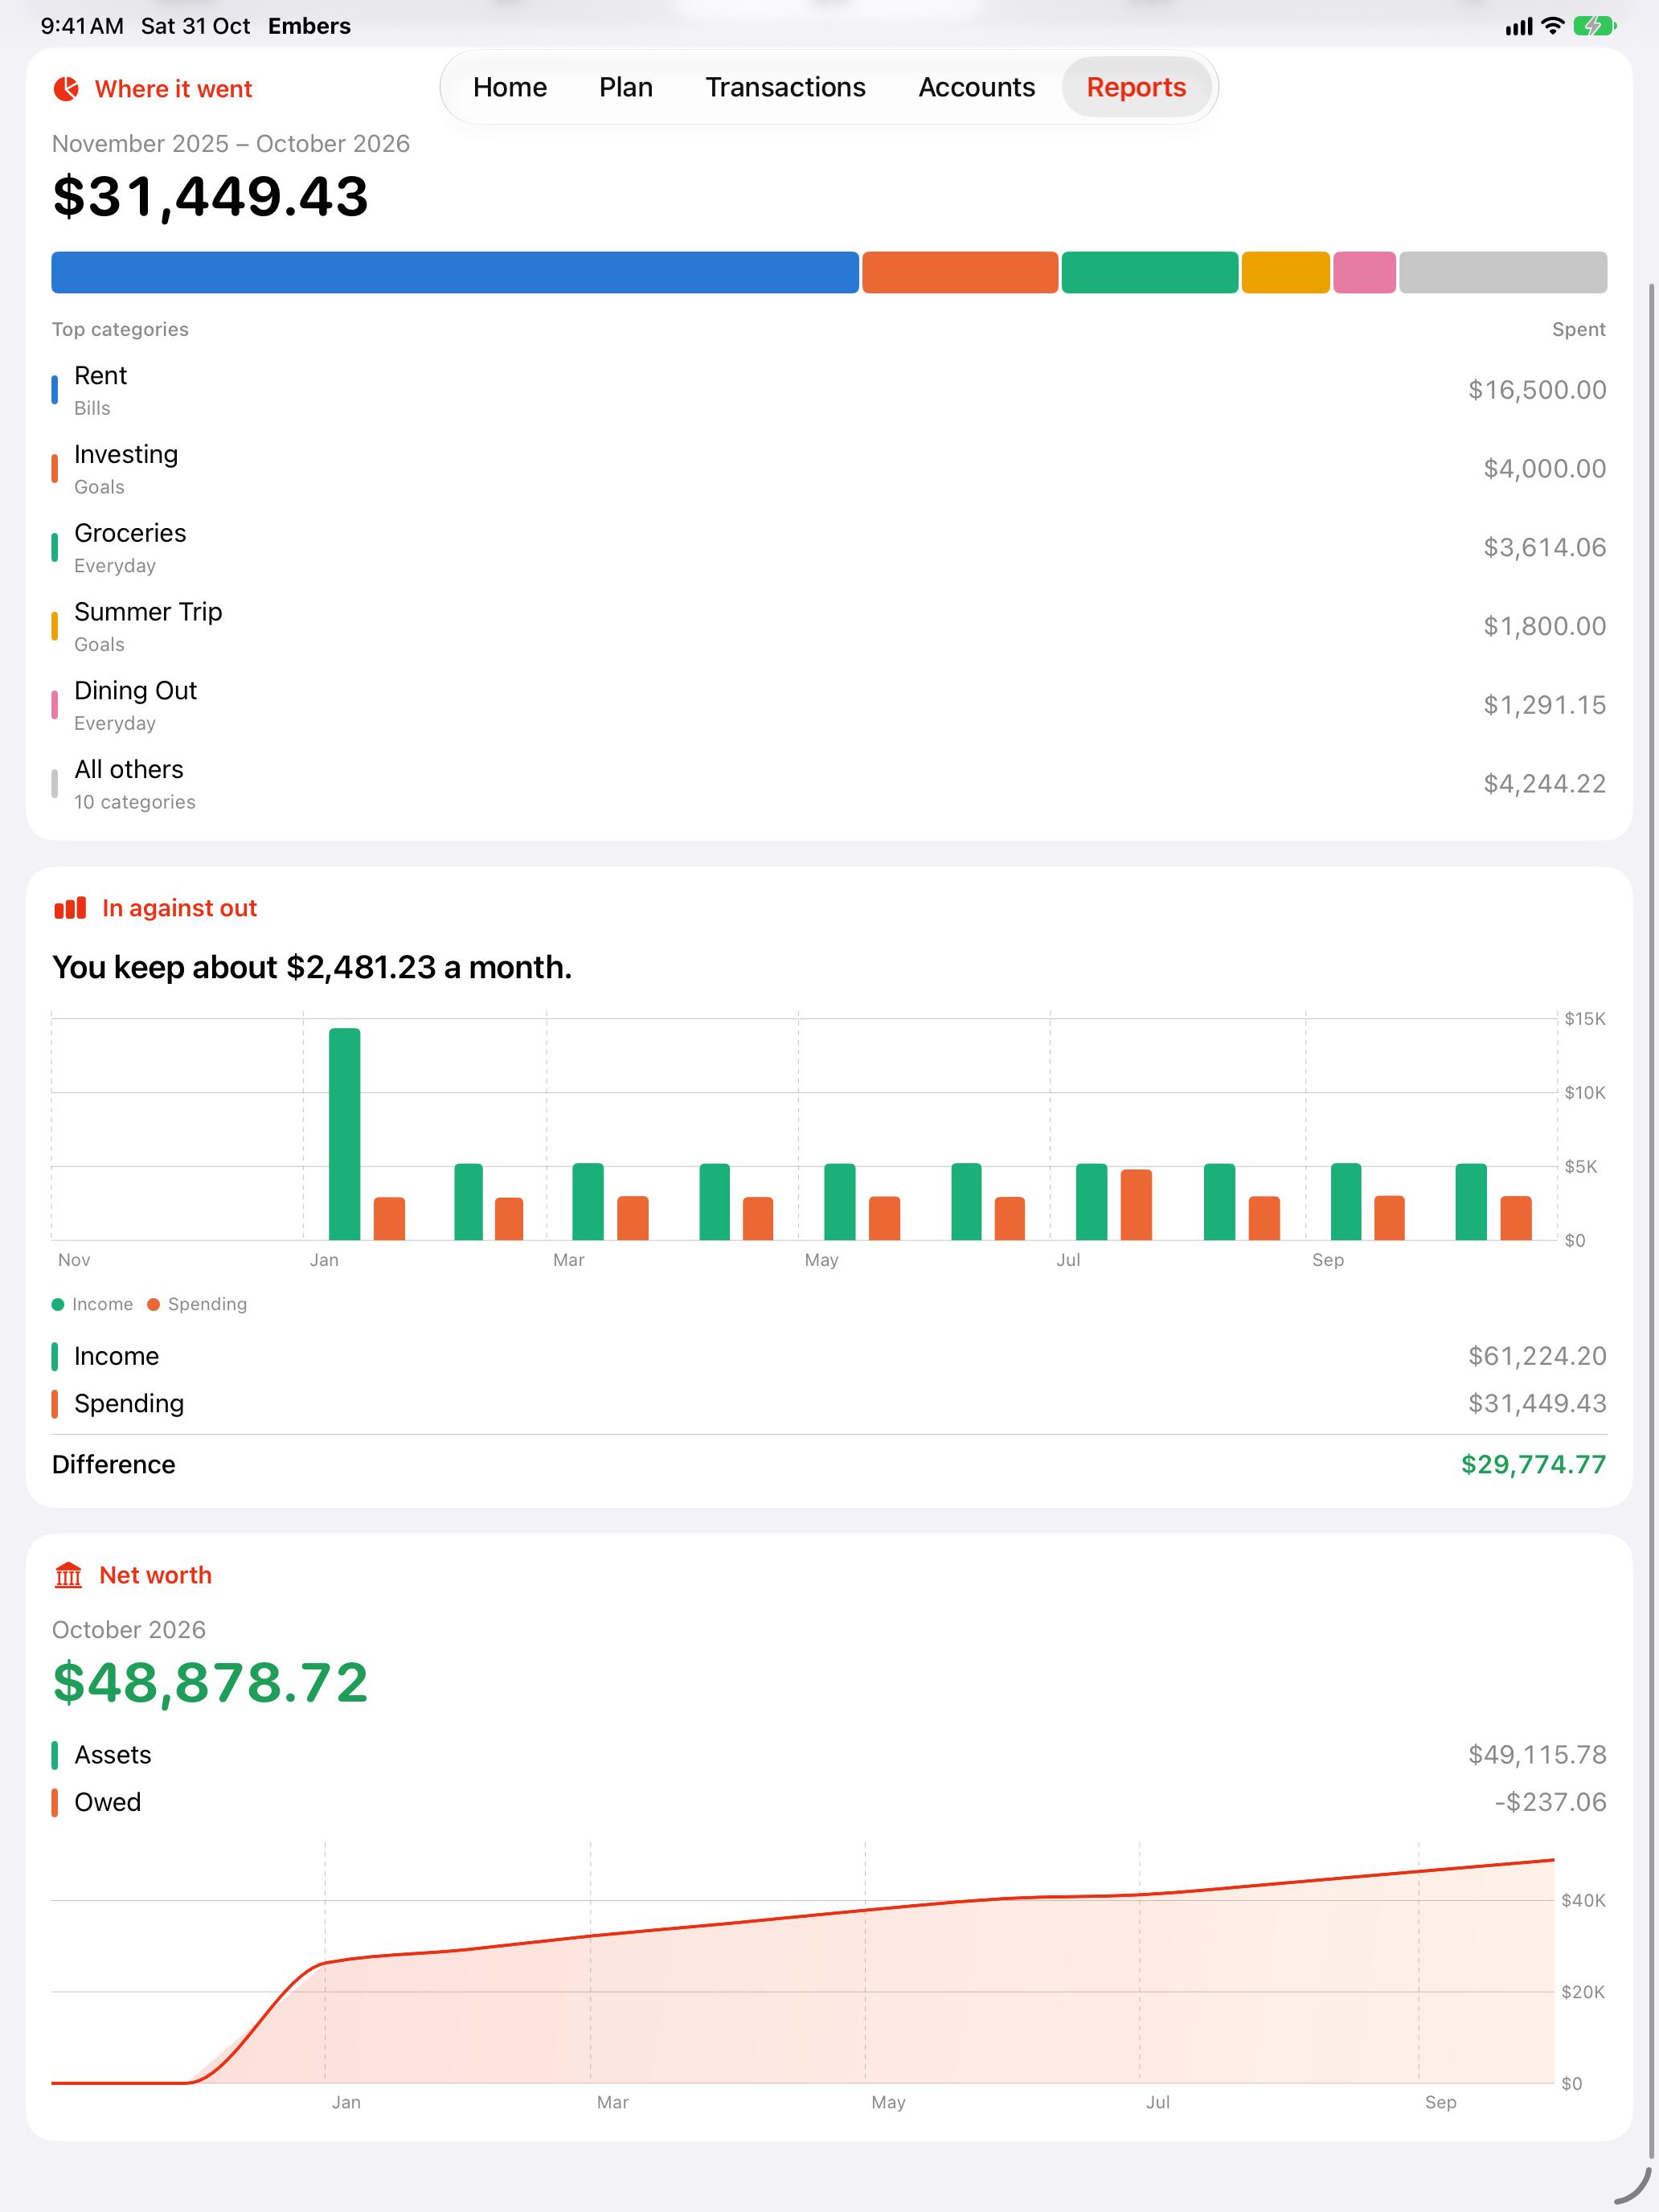 9:41 AM Sat 31 Oct Embers
Home Plan Transactions Accounts Reports
Where it went
November 2025 – October 2026
$31,449.43
Top categories Spent
Rent
Bills
$16,500.00
Investing
Goals
$4,000.00
Groceries
Everyday
$3,614.06
Summer Trip
Goals
$1,800.00
Dining Out
Everyday
$1,291.15
All others
10 categories
$4,244.22
In against out
You keep about $2,481.23 a month.
$15K
$10K
$5K
$0
Nov Jan Mar May Jul Sep
Income Spending
Income $61,224.20
Spending $31,449.43
Difference $29,774.77
Net worth
October 2026
$48,878.72
Assets $49,115.78
Owed -$237.06
$40K
$20K
$0
Jan Mar May Jul Sep